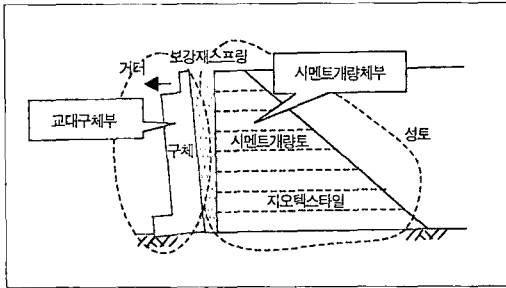 보강재스프링
거터
시멘트개량체부
교대구체부
구체
시멘트개량토
성토
지오텍스타일